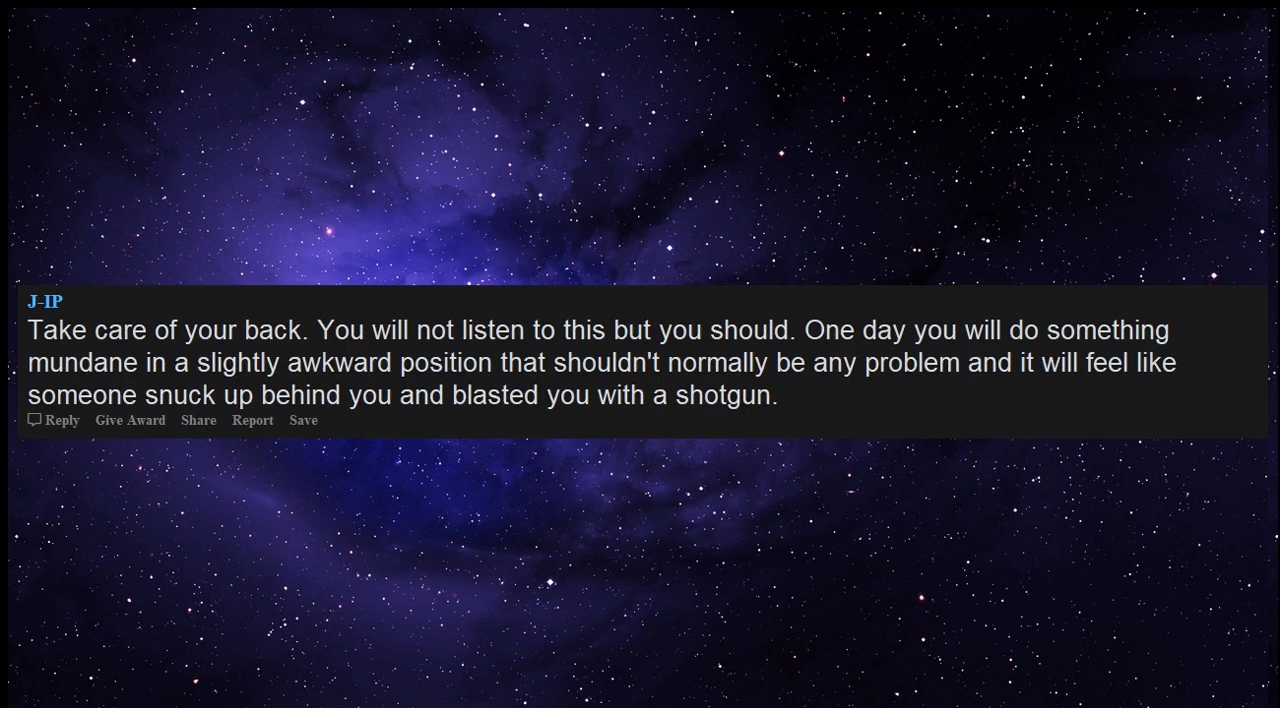 J-IP
Take care of your back. You will not listen to this but you should. One day you will do something
mundane in a slightly awkward position that shouldn't normally be any problem and it will feel like
someone snuck up behind you and blasted you with a shotgun.
Reply Give Award Share Report Save